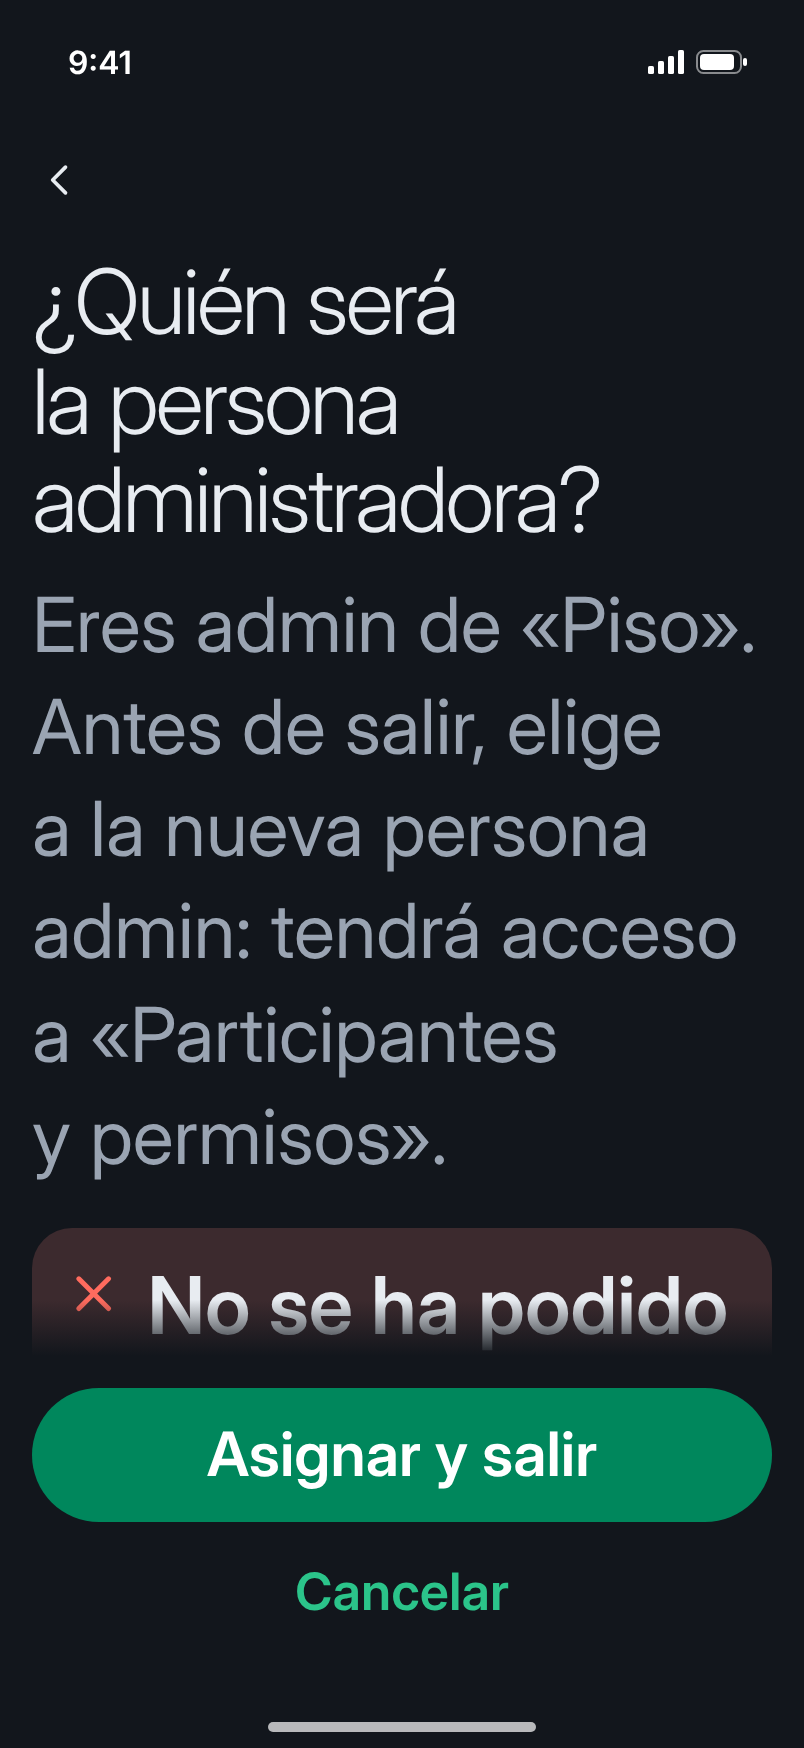 9:41
¿Quién será
la persona
administradora?
Eres admin de «Piso».
Antes de salir, elige
a la nueva persona
admin: tendrá acceso
a «Participantes
y permisos».
No se ha podido
Asignar y salir
Cancelar